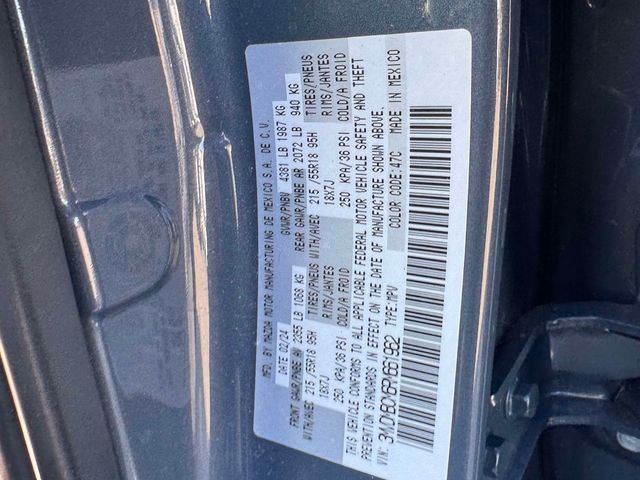 MFD. BY MAZDA MOTOR MANUFACTURING DE MEXICO S.A. DE C.V.
DATE 02/24 GVWR/PNBV 4381 LB 1987 KG
FRONT GAWR/PNBE AV 2355 LB 1068 KG REAR GAWR/PNBE AR 2072 LB 940 KG
WITH/AVEC 215/55R18 95H TIRES/PNEUS WITH/AVEC 215/55R18 95H TIRES/PNEUS
18X7J RIMS/JANTES 18X7J RIMS/JANTES
250 KPA/36 PSI COLD/A FROID 250 KPA/36 PSI COLD/A FROID
THIS VEHICLE CONFORMS TO ALL APPLICABLE FEDERAL MOTOR VEHICLE SAFETY AND THEFT
PREVENTION STANDARDS IN EFFECT ON THE DATE OF MANUFACTURE SHOWN ABOVE.
COLOR CODE: 47C MADE IN MEXICO
VIN: TYPE: MPV